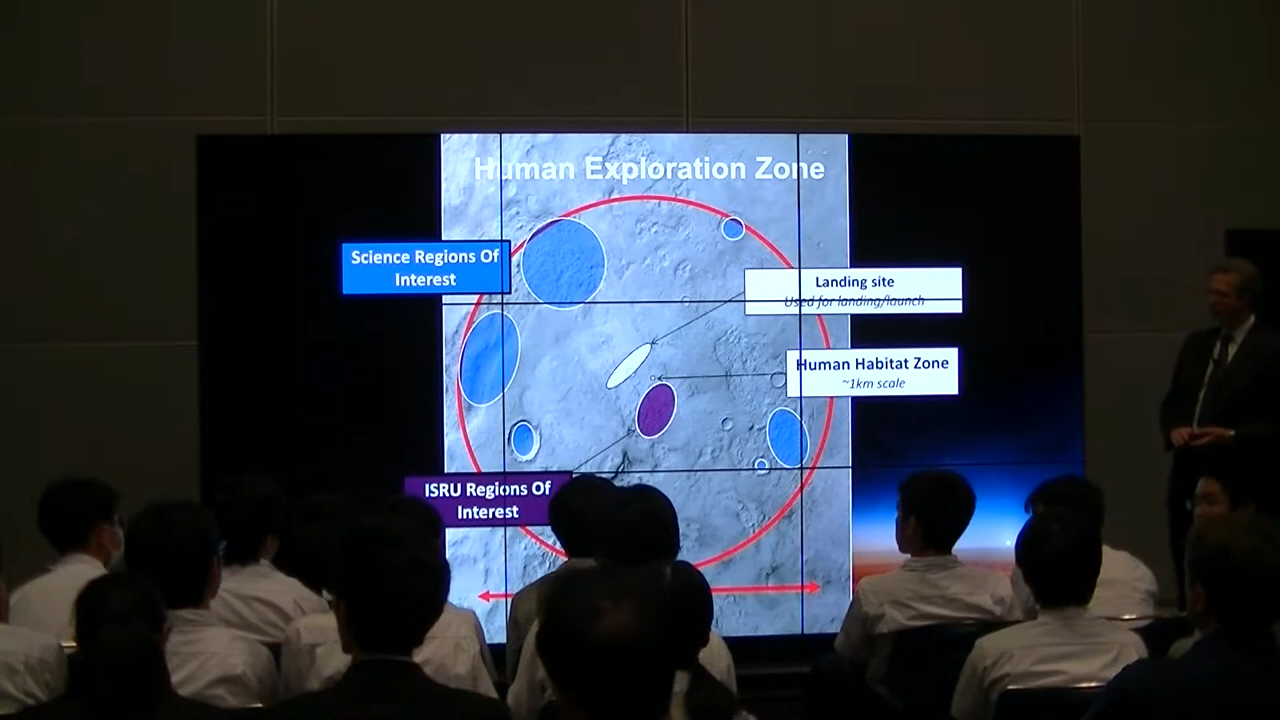 Human Exploration Zone
Science Regions Of
Interest
Landing site
Used for landing/launch
Human Habitat Zone
~1km scale
ISRU Regions Of
Interest